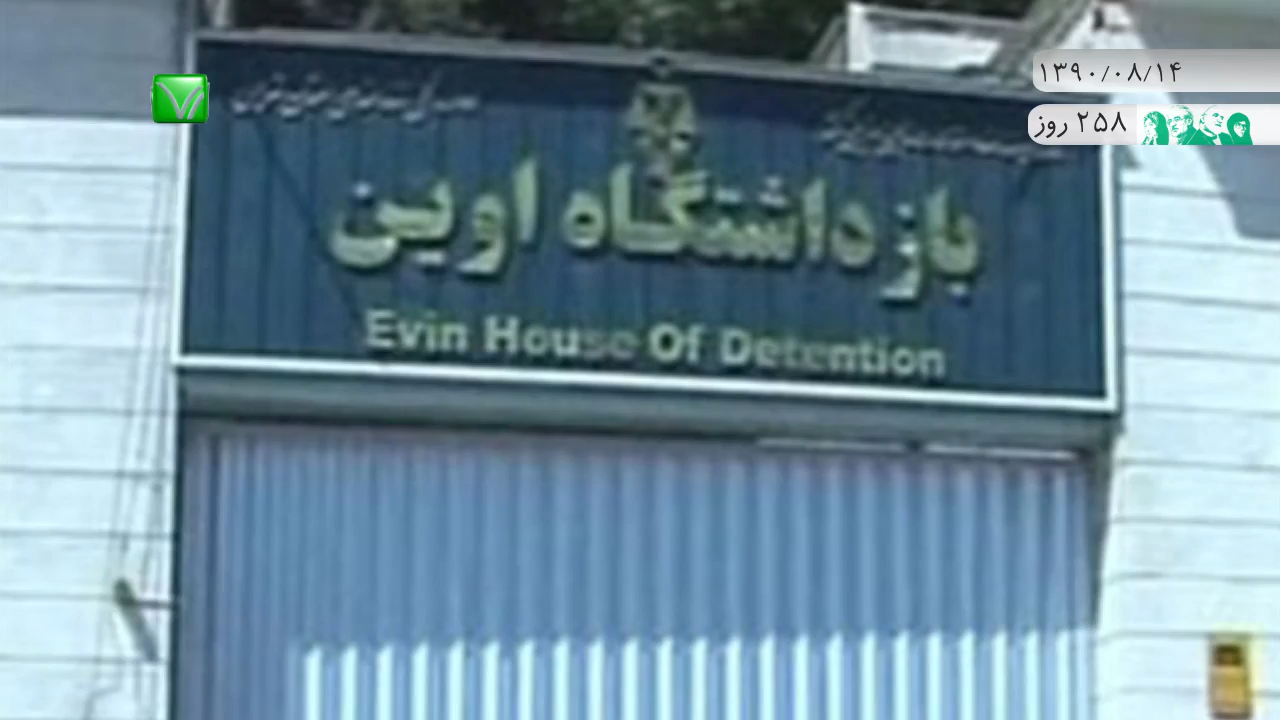 ۱۳۹۰/۰۸/۱۴
۲۵۸ روز
بازداشتگاه اوین
Evin House Of Detention